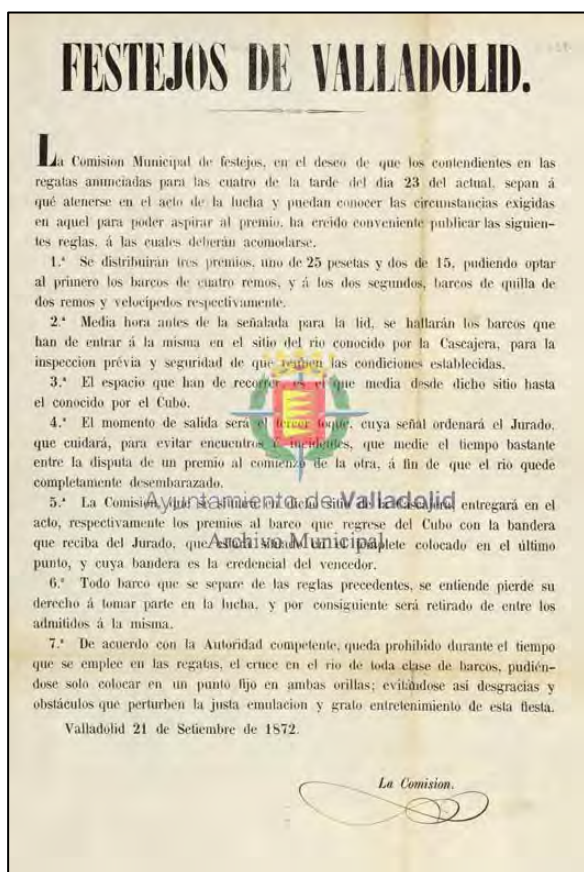 FESTEJOS DE VALLADOLID.
La Comision Municipal de festejos, en el deseo de que los contendientes en las
regatas anunciadas para las cuatro de la tarde del dia 23 del actual, sepan á
qué atenerse en el acto de la lucha y puedan conocer las circunstancias exigidas
en aquel para poder aspirar al premio, ha creido conveniente publicar las siguien-
tes reglas, á las cuales deberán acomodarse.
1.ª Se distribuirán tres premios, uno de 25 pesetas y dos de 15, pudiendo optar
al primero los barcos de cuatro remos, y á los dos segundos, barcos de quilla de
dos remos y velocípedos respectivamente.
2.ª Media hora antes de la señalada para la lid, se hallarán los barcos que
han de entrar á la misma en el sitio del rio conocido por la Cascajera, para la
inspeccion prévia y seguridad de que reunen las condiciones establecidas.
3.ª El espacio que han de recorrer, es el que media desde dicho sitio hasta
el conocido por el Cubo.
4.ª El momento de salida será el tercer toque, cuya señal ordenará el Jurado,
que cuidará, para evitar encuentros é incidentes, que medie el tiempo bastante
entre la disputa de un premio al comienzo de la otra, á fin de que el rio quede
completamente desembarazado.
5.ª La Comision, que se situará en dicho sitio de la Cascajera, entregará en el
acto, respectivamente los premios al barco que regrese del Cubo con la bandera
que reciba del Jurado, que en un templete colocado en el último
punto, y cuya bandera es la credencial del vencedor.
6.ª Todo barco que se separe de las reglas precedentes, se entiende pierde su
derecho á tomar parte en la lucha, y por consiguiente será retirado de entre los
admitidos á la misma.
7.ª De acuerdo con la Autoridad competente, queda prohibido durante el tiempo
que se emplee en las regatas, el cruce en el rio de toda clase de barcos, pudién-
dose solo colocar en un punto fijo en ambas orillas; evitándose asi desgracias y
obstáculos que perturben la justa emulacion y grato entretenimiento de esta fiesta.
Valladolid 21 de Setiembre de 1872.
La Comision.
Ayuntamiento de Valladolid
Archivo Municipal